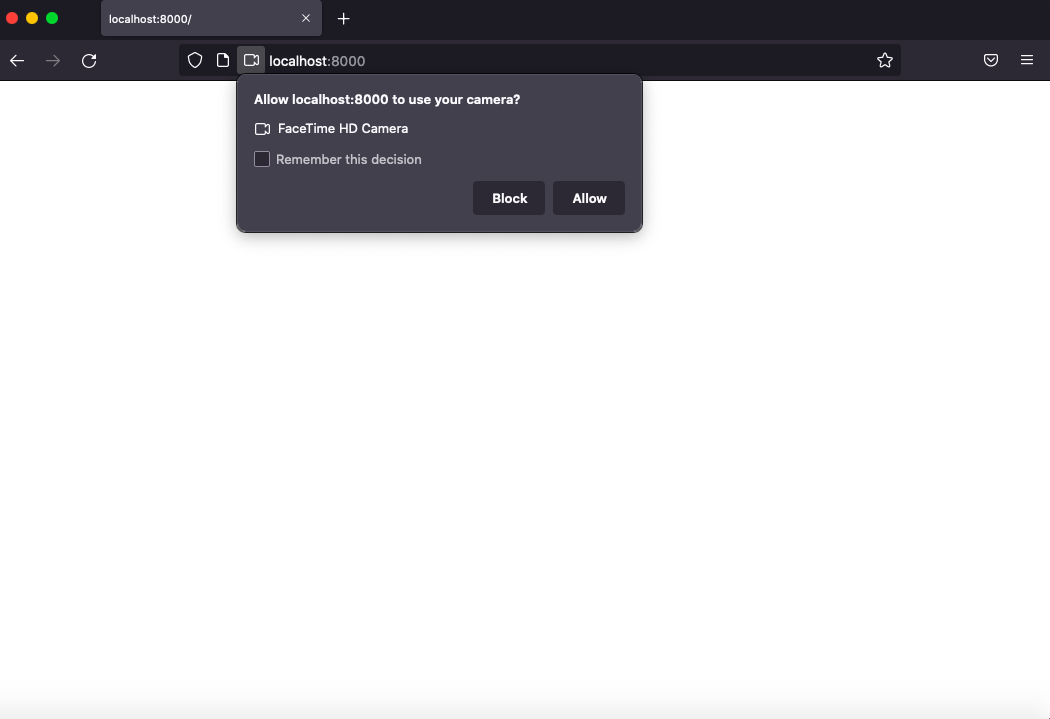 localhost:8000/
localhost:8000
Allow localhost:8000 to use your camera?
FaceTime HD Camera
Remember this decision
Block Allow